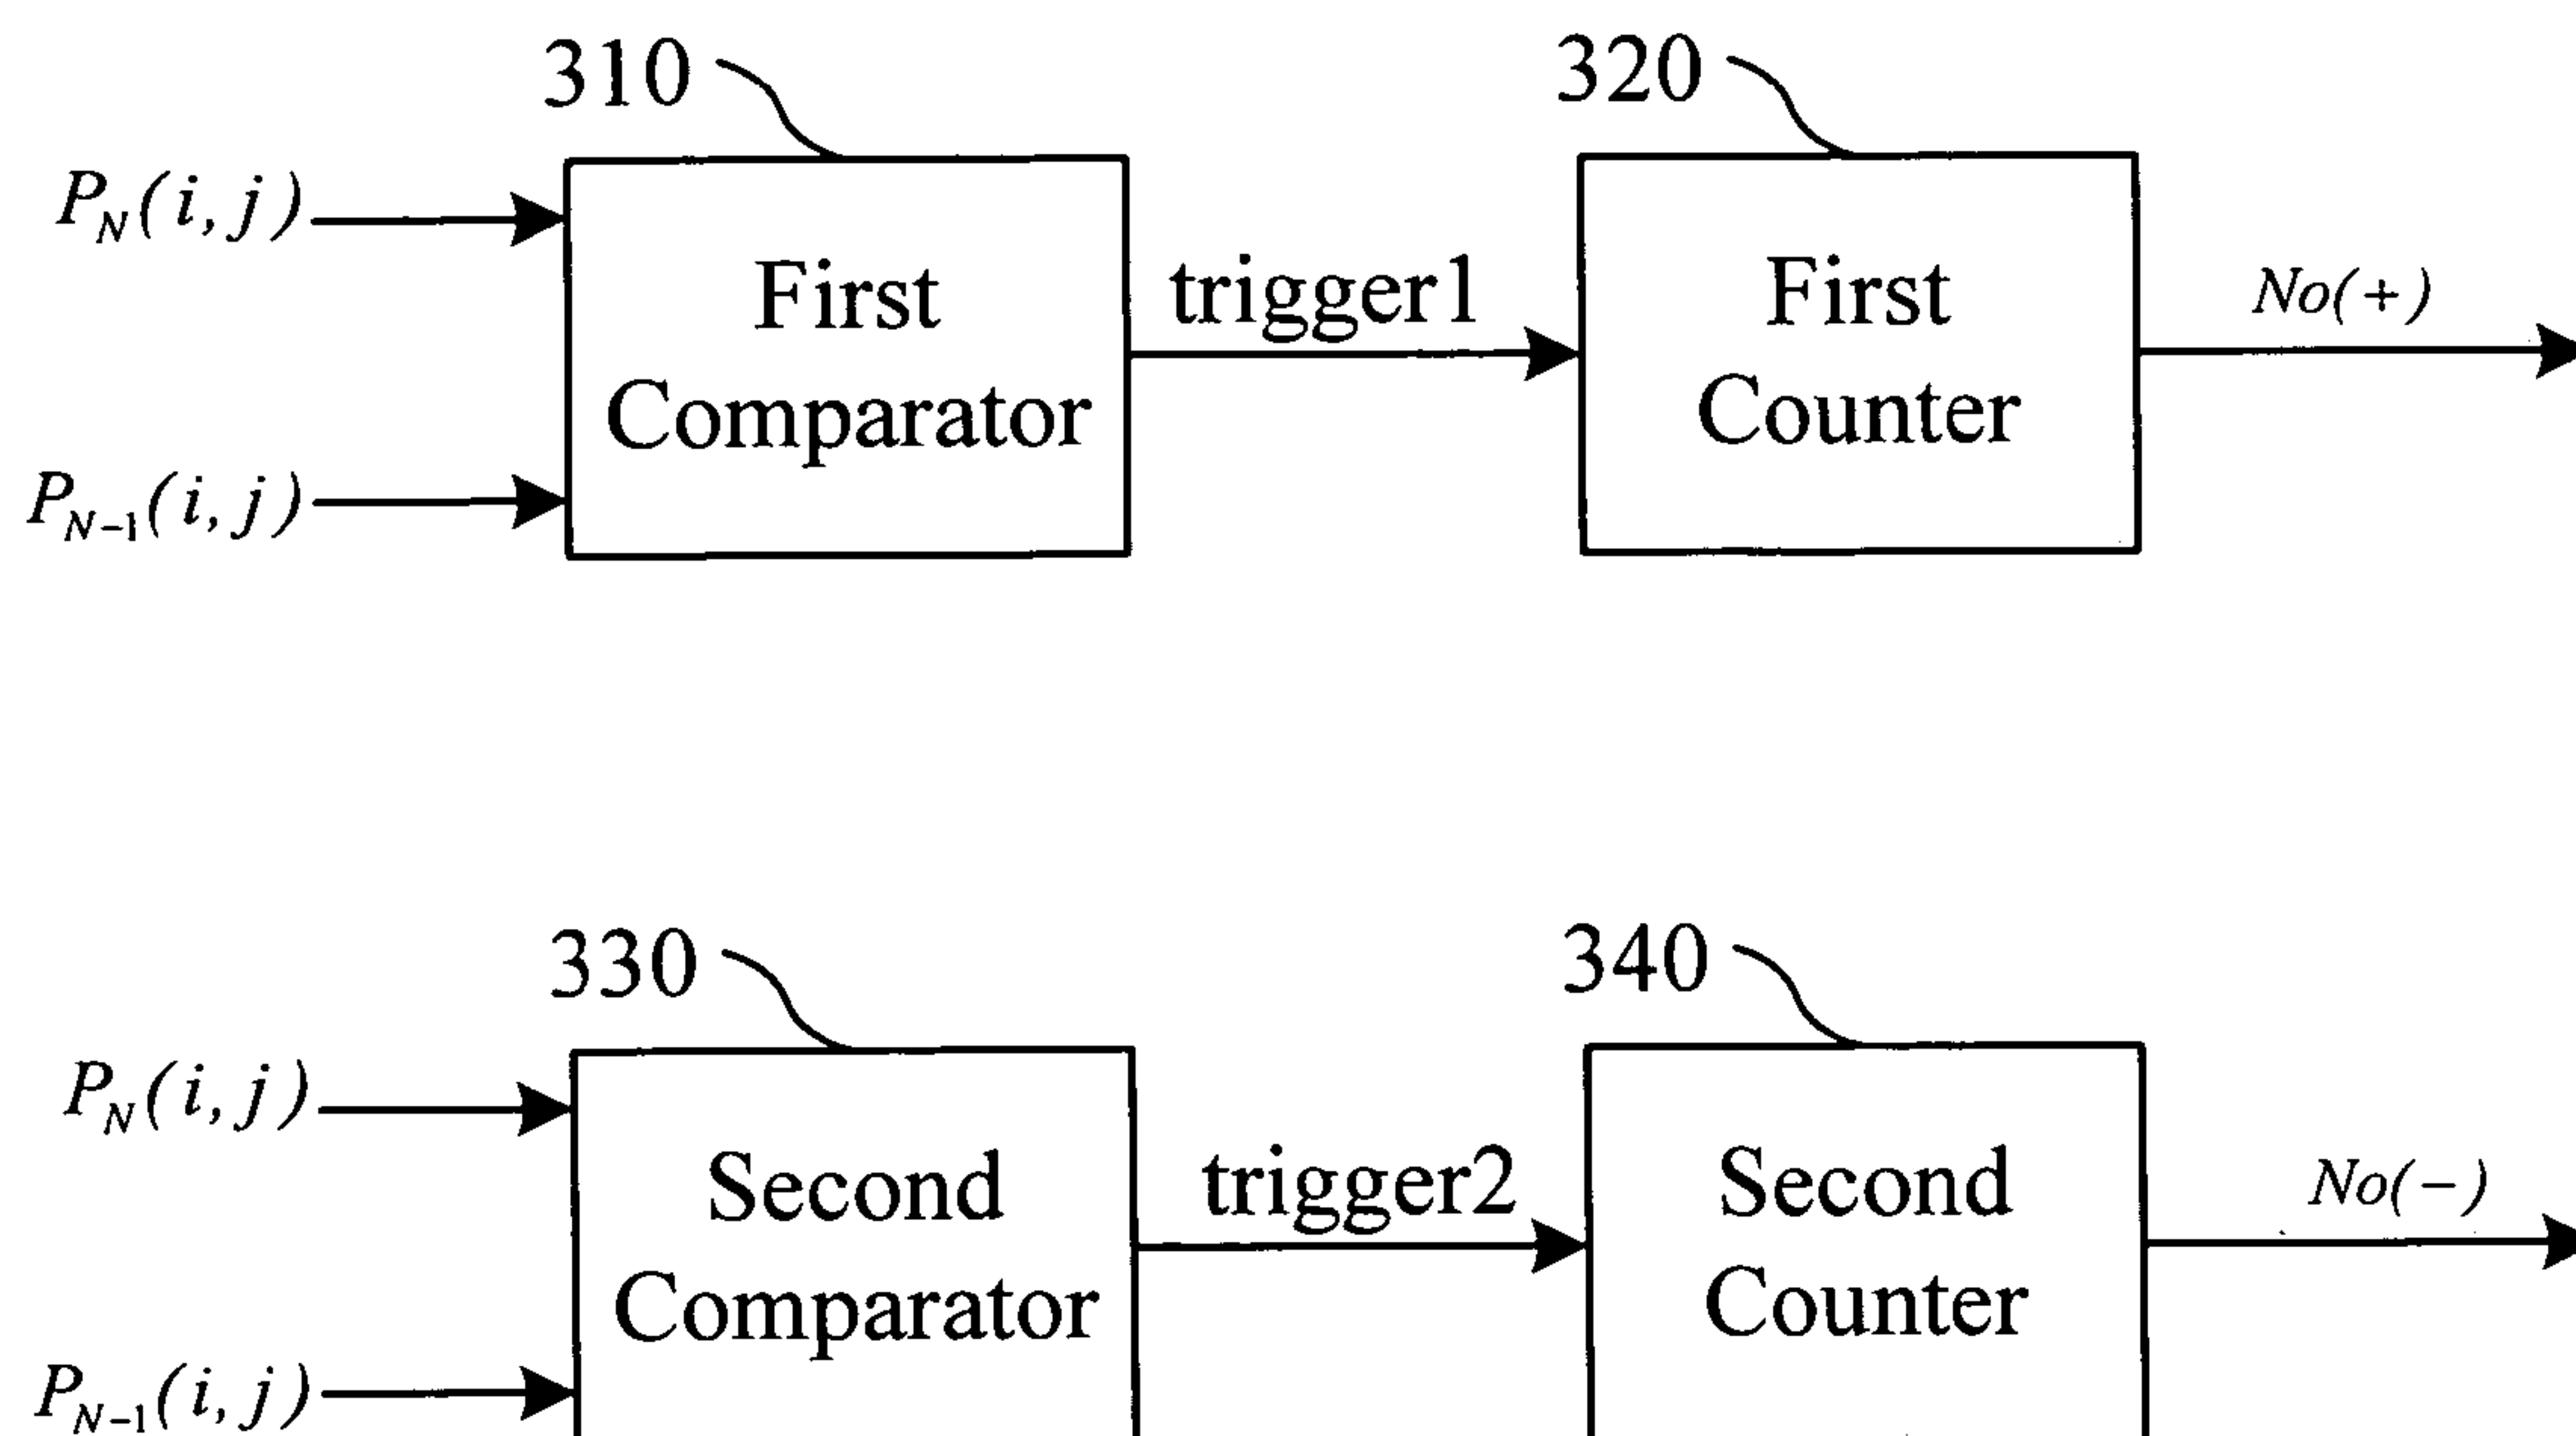 310
320
P_N(i, j)
First
Comparator
trigger1
First
Counter
No(+)
P_{N-1}(i, j)
330
340
P_N(i, j)
Second
Comparator
trigger2
Second
Counter
No(-)
P_{N-1}(i, j)